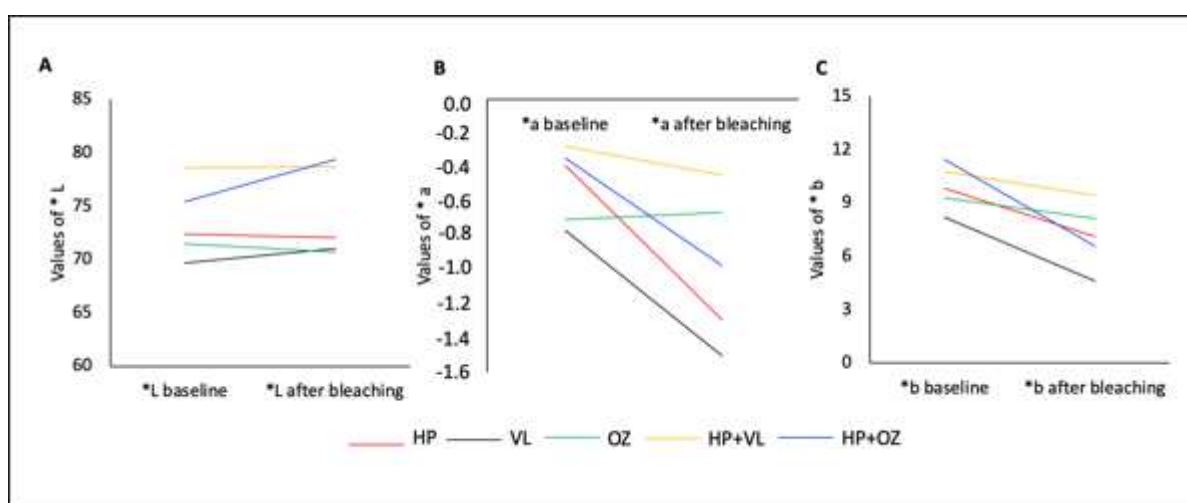 A
85
80
75
70
65
60
Values of * L
*L baseline
*L after bleaching
B
0.0
-0.2
-0.4
-0.6
-0.8
-1.0
-1.2
-1.4
-1.6
Values of * a
*a baseline
*a after bleaching
C
15
12
9
6
3
0
Values of * b
*b baseline
*b after bleaching
HP VL OZ HP+VL HP+OZ